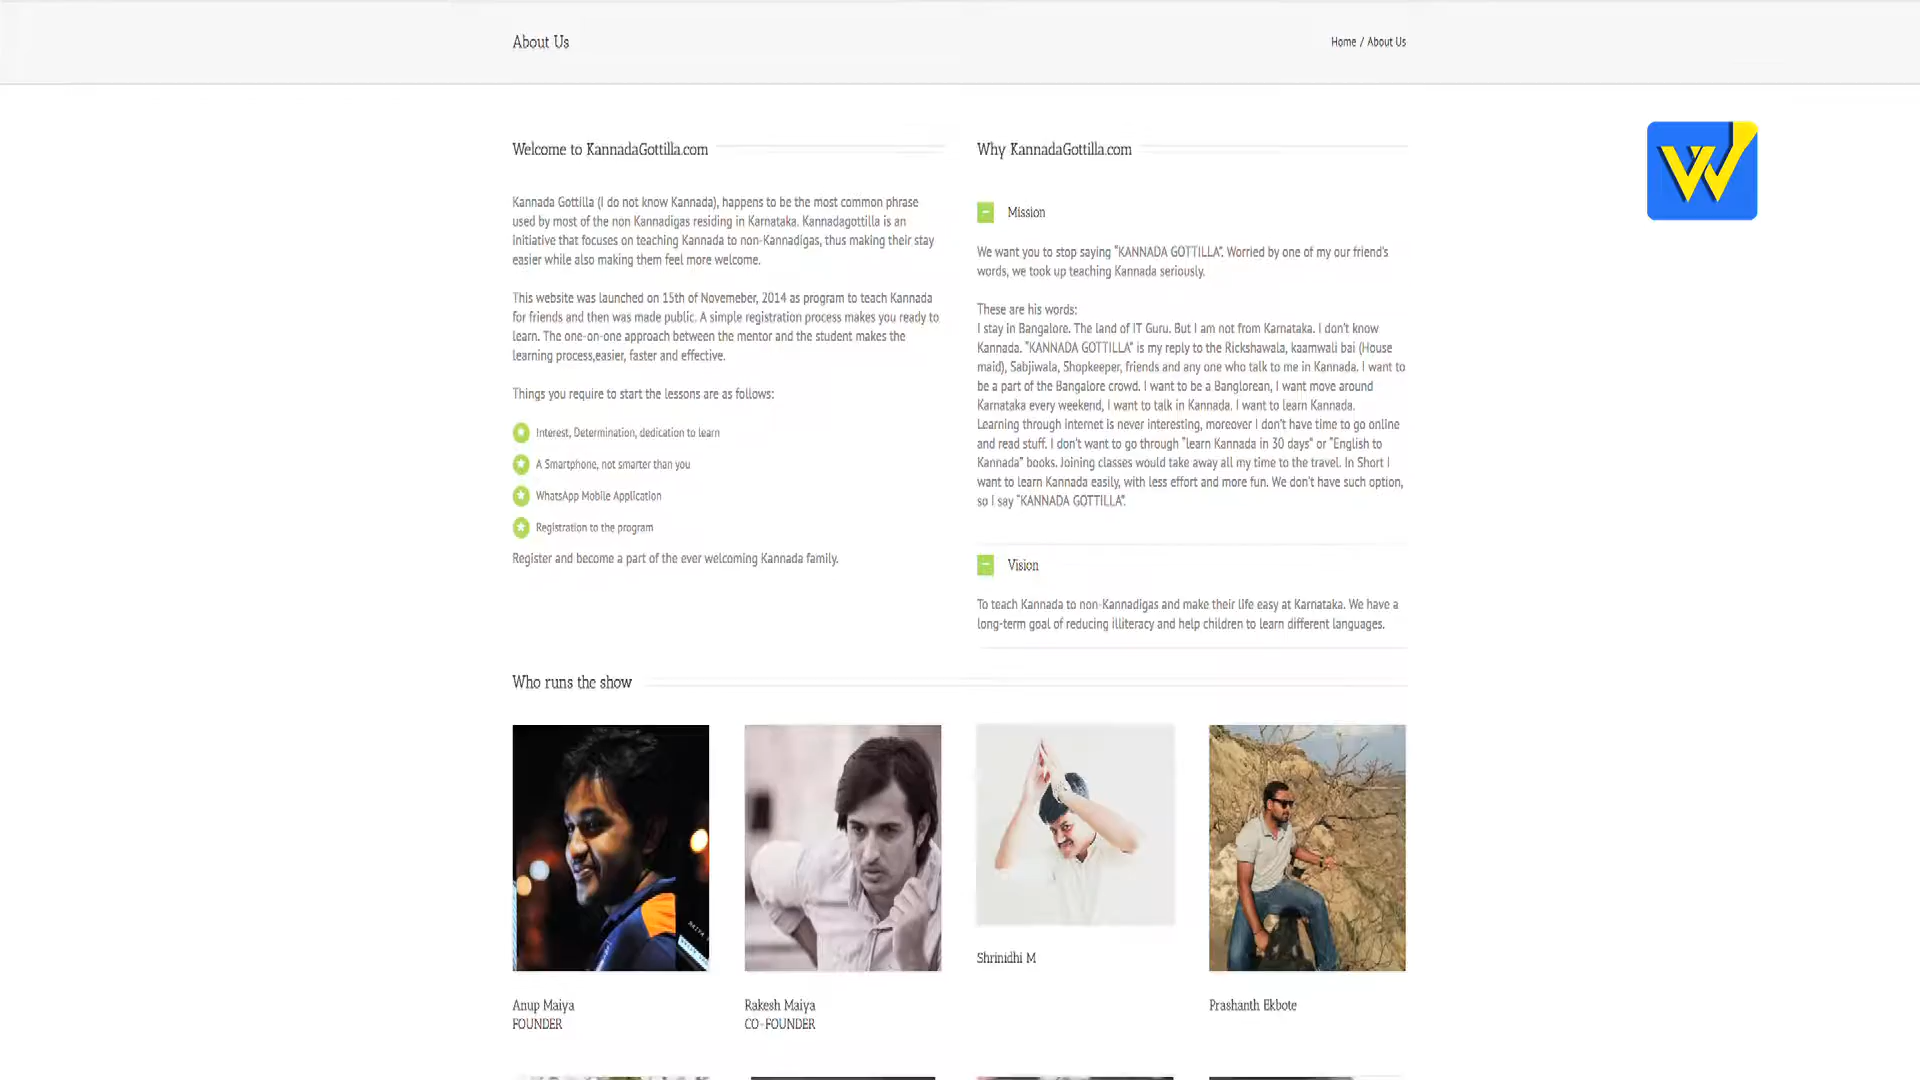 About Us
Home / About Us
Welcome to KannadaGottilla.com
Kannada Gottilla (I do not know Kannada), happens to be the most common phrase
used by most of the non Kannadigas residing in Karnataka. Kannadagottilla is an
initiative that focuses on teaching Kannada to non-Kannadigas, thus making their stay
easier while also making them feel more welcome.
This website was launched on 15th of Novemeber, 2014 as program to teach Kannada
for friends and then was made public. A simple registration process makes you ready to
learn. The one-on-one approach between the mentor and the student makes the
learning process,easier, faster and effective.
Things you require to start the lessons are as follows:
Interest, Determination, dedication to learn
A Smartphone, not smarter than you
WhatsApp Mobile Application
Registration to the program
Register and become a part of the ever welcoming Kannada family.
Why KannadaGottilla.com
Mission
We want you to stop saying "KANNADA GOTTILLA". Worried by one of my our friend's
words, we took up teaching Kannada seriously.
These are his words:
I stay in Bangalore. The land of IT Guru. But I am not from Karnataka. I don't know
Kannada. "KANNADA GOTTILLA" is my reply to the Rickshawala, kaamwali bai (House
maid), Sabjiwala, Shopkeeper, friends and any one who talk to me in Kannada. I want to
be a part of the Bangalore crowd. I want to be a Banglorean, I want move around
Karnataka every weekend, I want to talk in Kannada. I want to learn Kannada.
Learning through internet is never interesting, moreover I don't have time to go online
and read stuff. I don't want to go through "learn Kannada in 30 days" or "English to
Kannada" books. Joining classes would take away all my time to the travel. In Short I
want to learn Kannada easily, with less effort and more fun. We don't have such option,
so I say "KANNADA GOTTILLA".
Vision
To teach Kannada to non-Kannadigas and make their life easy at Karnataka. We have a
long-term goal of reducing illiteracy and help children to learn different languages.
Who runs the show
Anup Maiya
FOUNDER
Rakesh Maiya
CO-FOUNDER
Shrinidhi M
Prashanth Ekbote